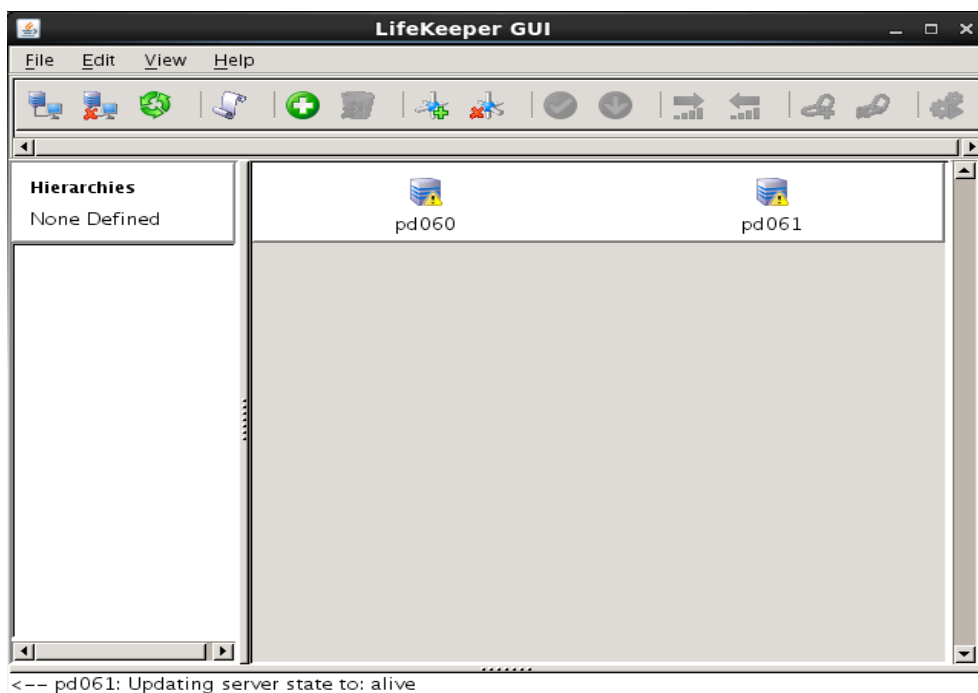 LifeKeeper GUI
File Edit View Help
Hierarchies
None Defined
pd060 pd061
<-- pd061: Updating server state to: alive